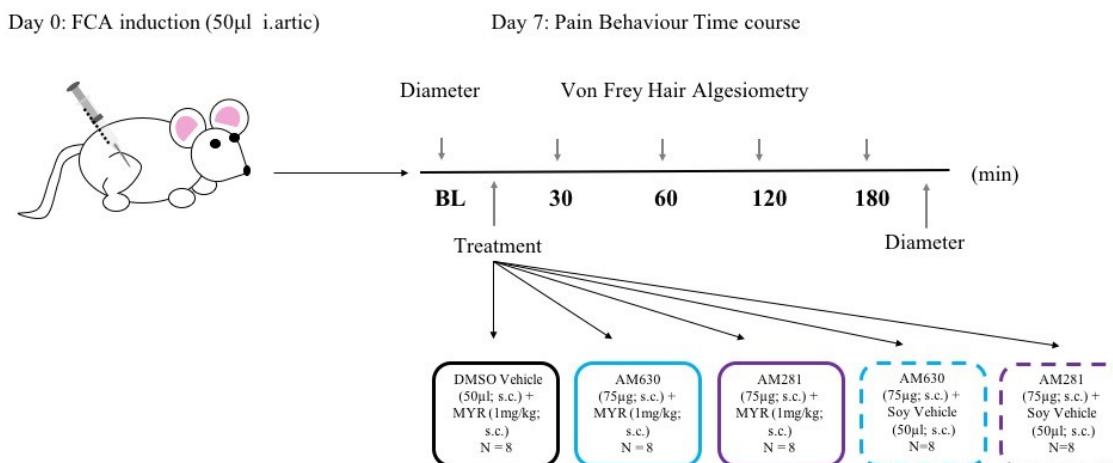 Day 0: FCA induction (50μl i.artic)
Day 7: Pain Behaviour Time course
Diameter
Von Frey Hair Algesiometry
BL
30
60
120
180
(min)
Treatment
Diameter
DMSO Vehicle
(50μl; s.c.) +
MYR (1mg/kg;
s.c.)
N = 8
AM630
(75μg; s.c.) +
MYR (1mg/kg;
s.c.)
N = 8
AM281
(75μg; s.c.) +
MYR (1mg/kg;
s.c.)
N = 8
AM630
(75μg; s.c.) +
Soy Vehicle
(50μl; s.c.)
N=8
AM281
(75μg; s.c.) +
Soy Vehicle
(50μl; s.c.)
N=8